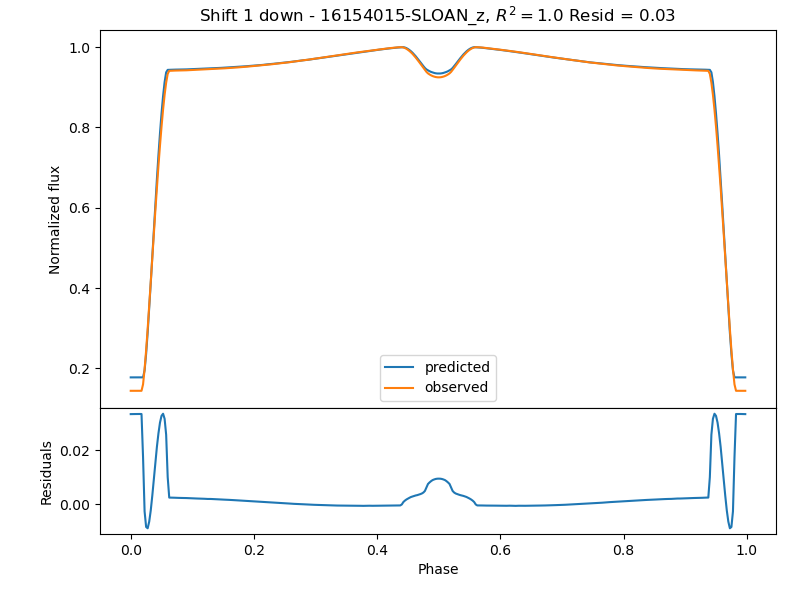 Shift 1 down - 16154015-SLOAN_z, R² = 1.0 Resid = 0.03
1.0
0.8
0.6
0.4
0.2
Normalized flux
predicted
observed
0.02
0.00
Residuals
0.0 0.2 0.4 0.6 0.8 1.0
Phase